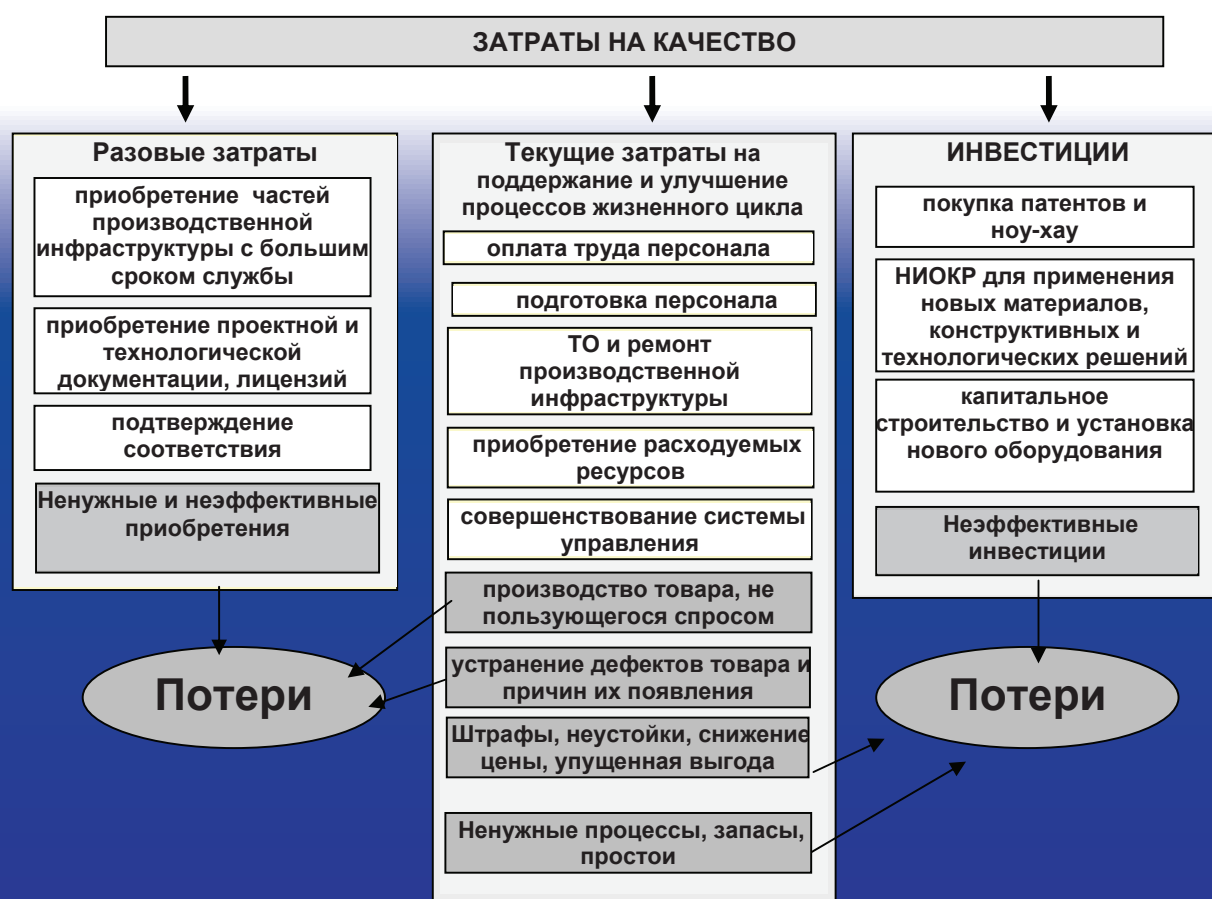 ЗАТРАТЫ НА КАЧЕСТВО
Разовые затраты
приобретение частей
производственной
инфраструктуры с большим
сроком службы
приобретение проектной и
технологической
документации, лицензий
подтверждение
соответствия
Ненужные и неэффективные
приобретения
Потери
Текущие затраты на
поддержание и улучшение
процессов жизненного цикла
оплата труда персонала
подготовка персонала
ТО и ремонт
производственной
инфраструктуры
приобретение расходуемых
ресурсов
совершенствование системы
управления
производство товара, не
пользующегося спросом
устранение дефектов товара и
причин их появления
Штрафы, неустойки, снижение
цены, упущенная выгода
Ненужные процессы, запасы,
простои
ИНВЕСТИЦИИ
покупка патентов и
ноу-хау
НИОКР для применения
новых материалов,
конструктивных и
технологических решений
капитальное
строительство и установка
нового оборудования
Неэффективные
инвестиции
Потери